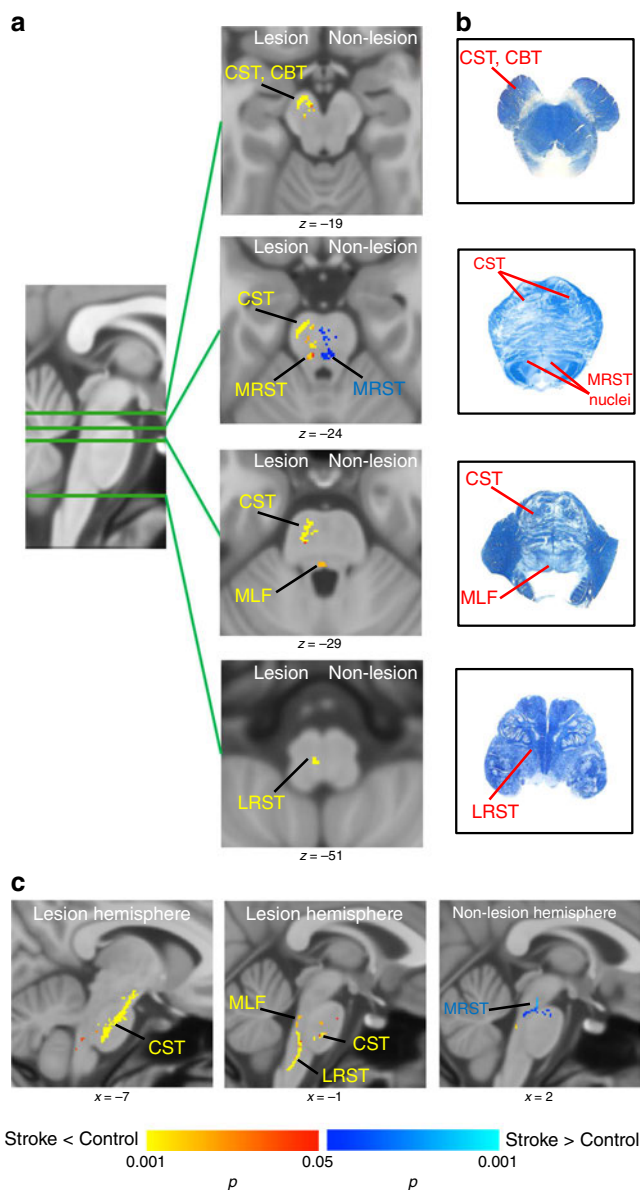 a
b
Lesion Non-lesion
CST, CBT
z = –19
CST, CBT
Lesion Non-lesion
CST
MRST
MRST
z = –24
CST
MRST
nuclei
Lesion Non-lesion
CST
MLF
z = –29
CST
MLF
Lesion Non-lesion
LRST
z = –51
LRST
c
Lesion hemisphere
CST
x = –7
Lesion hemisphere
MLF
CST
LRST
x = –1
Non-lesion hemisphere
MRST
x = 2
Stroke < Control
Stroke > Control
0.001
0.05
0.001
p
p